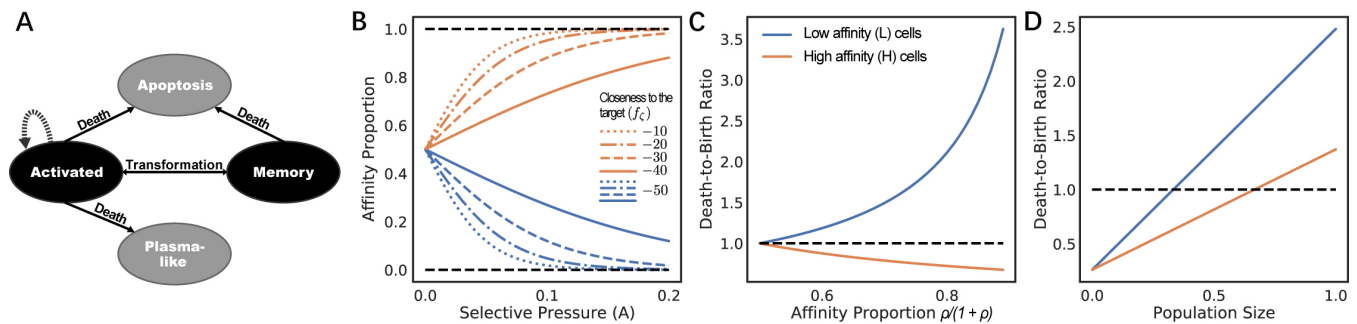 A
Apoptosis
Death
Death
Activated
Transformation
Memory
Death
Plasma-
like
B
Affinity Proportion
1.0
0.8
0.6
0.4
0.2
0.0
Closeness to the
target (fζ)
−10
−20
−30
−40
−50
0.0
0.1
0.2
Selective Pressure (A)
C
Death-to-Birth Ratio
3.5
3.0
2.5
2.0
1.5
1.0
Low affinity (L) cells
High affinity (H) cells
0.6
0.8
Affinity Proportion ρ/(1 + ρ)
D
Death-to-Birth Ratio
2.5
2.0
1.5
1.0
0.5
0.0
0.5
1.0
Population Size